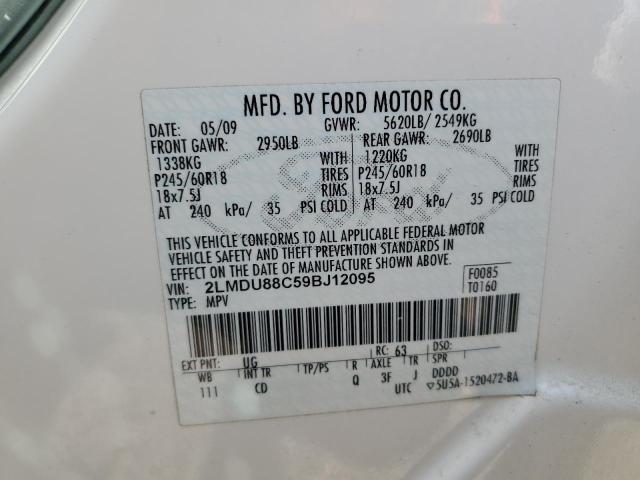 MFD. BY FORD MOTOR CO.
DATE: 05/09 GVWR: 5620LB/ 2549KG
FRONT GAWR: 2950LB REAR GAWR: 2690LB
1338KG WITH 1220KG WITH
P245/60R18 TIRES P245/60R18 TIRES
18x7.5J RIMS 18x7.5J RIMS
AT 240 kPa/ 35 PSI COLD AT 240 kPa/ 35 PSI COLD
THIS VEHICLE CONFORMS TO ALL APPLICABLE FEDERAL MOTOR
VEHICLE SAFETY AND THEFT PREVENTION STANDARDS IN
EFFECT ON THE DATE OF MANUFACTURE SHOWN ABOVE.
VIN: 2LMDU88C59BJ12095 F0085
TYPE: MPV T0160
EXT PNT: UG RC: 63 DSO:
WB INT TR TP/PS R AXLE TR SPR
111 CD Q 3F J DDDD
UTC ▽5U5A-1520472-BA